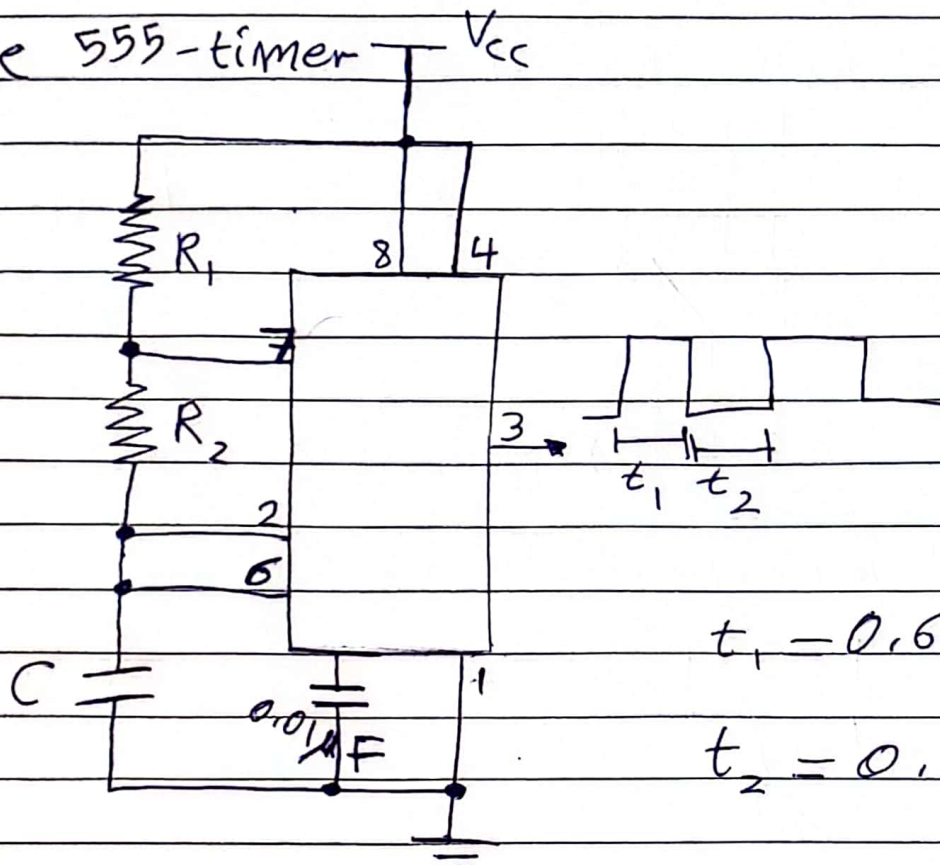 e 555-timer
Vcc
8 4
R1
7
R2
3
t1 t2
2
6
t1 = 0.6
C
1
0.01μF
t2 = 0.